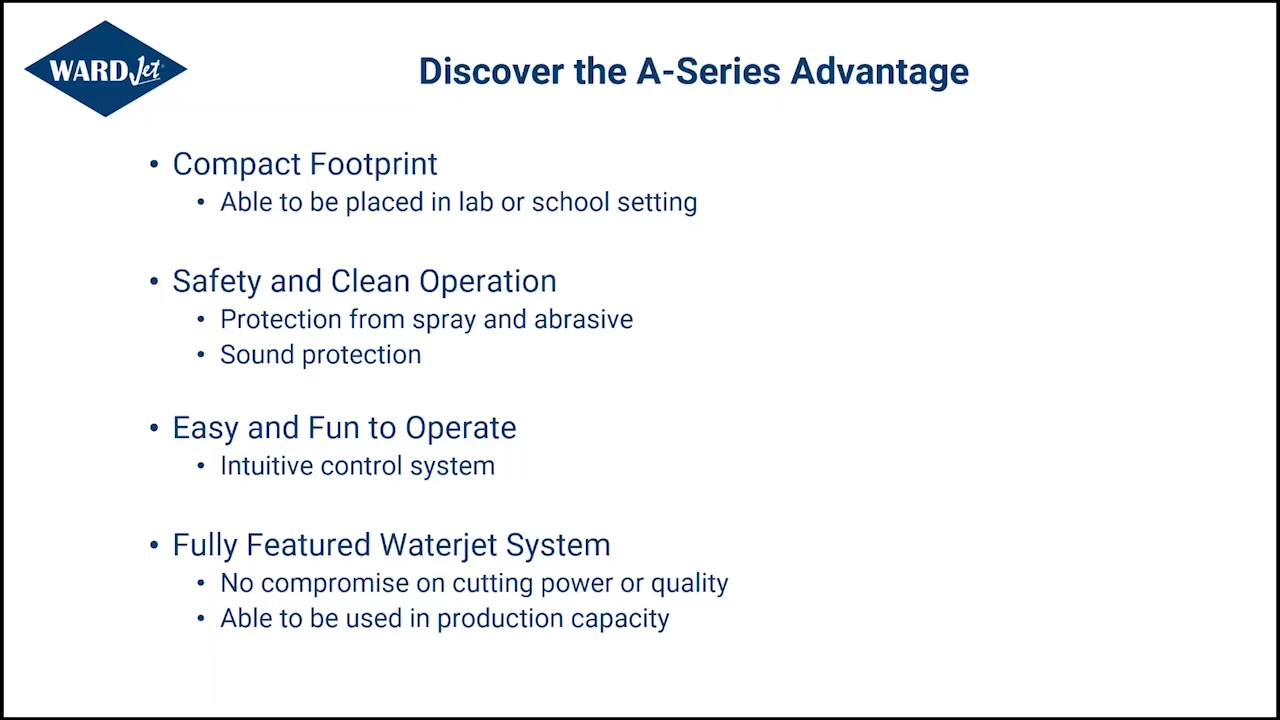 WARDJet
Discover the A-Series Advantage
• Compact Footprint
• Able to be placed in lab or school setting
• Safety and Clean Operation
• Protection from spray and abrasive
• Sound protection
• Easy and Fun to Operate
• Intuitive control system
• Fully Featured Waterjet System
• No compromise on cutting power or quality
• Able to be used in production capacity